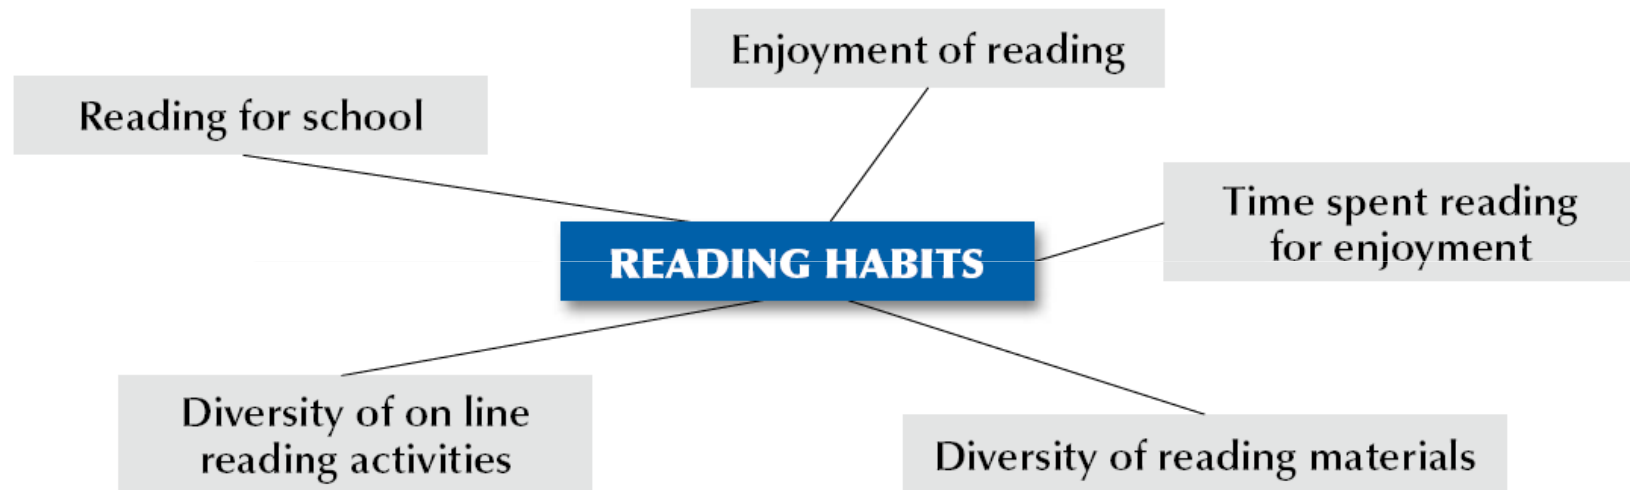 Enjoyment of reading
Reading for school
Time spent reading
for enjoyment
READING HABITS
Diversity of on line
reading activities
Diversity of reading materials